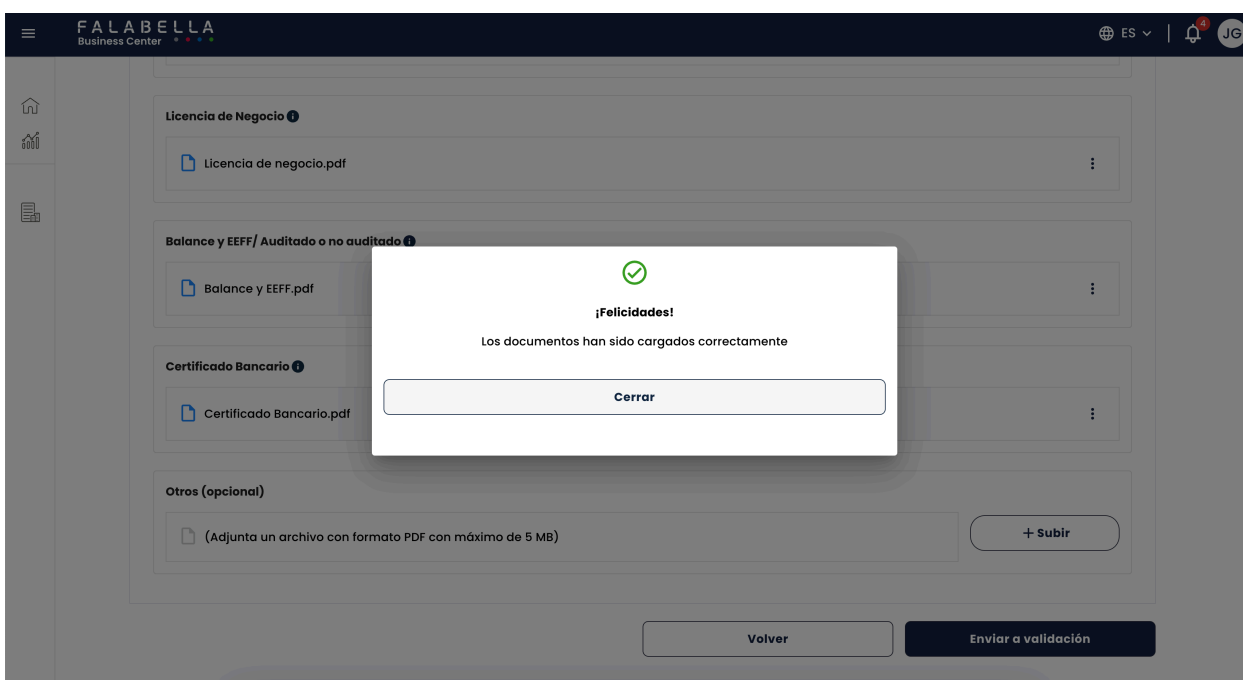 FALABELLA
Business Center
ES
4
JG
Licencia de Negocio
Licencia de negocio.pdf
Balance y EEFF/ Auditado o no auditado
Balance y EEFF.pdf
¡Felicidades!
Los documentos han sido cargados correctamente
Cerrar
Certificado Bancario
Certificado Bancario.pdf
Otros (opcional)
(Adjunta un archivo con formato PDF con máximo de 5 MB)
+ Subir
Volver
Enviar a validación